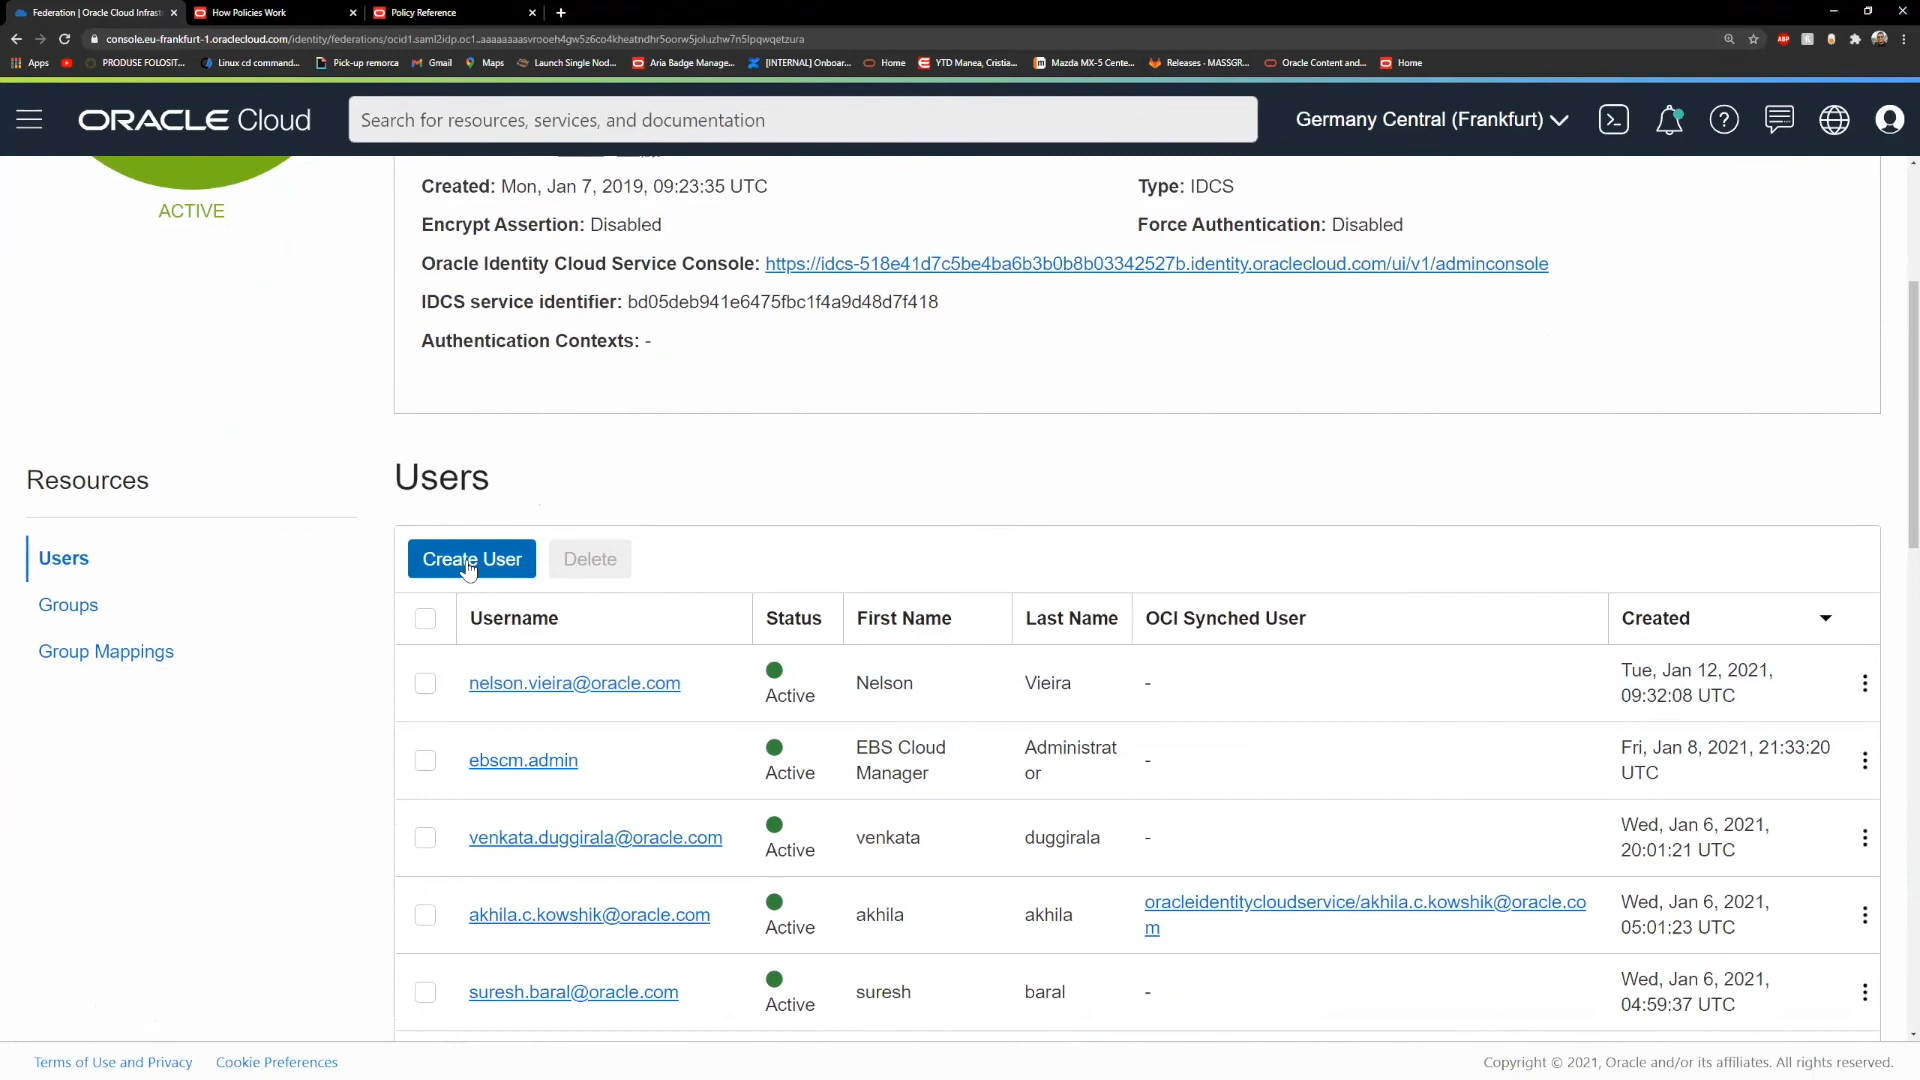 Federation | Oracle Cloud Infrast
How Policies Work
Policy Reference
console.eu-frankfurt-1.oraclecloud.com/identity/federations/ocid1.saml2idp.oc1..aaaaaaaasvrooeh4gw5z6co4kheatndhr5oorw5joluzhw7n5lpqwqetzura
Apps
PRODUSE FOLOSIT...
Linux cd command...
Pick-up remorca
Gmail
Maps
Launch Single Nod...
Aria Badge Manage...
[INTERNAL] Onboar...
Home
YTD Manea, Cristia...
Mazda MX-5 Cente...
Releases - MASSGR...
Oracle Content and...
Home
ORACLE Cloud
Search for resources, services, and documentation
Germany Central (Frankfurt)
ACTIVE
Created: Mon, Jan 7, 2019, 09:23:35 UTC
Type: IDCS
Encrypt Assertion: Disabled
Force Authentication: Disabled
Oracle Identity Cloud Service Console: https://idcs-518e41d7c5be4ba6b3b0b8b03342527b.identity.oraclecloud.com/ui/v1/adminconsole
IDCS service identifier: bd05deb941e6475fbc1f4a9d48d7f418
Authentication Contexts: -
Resources
Users
Groups
Group Mappings
Users
Create User
Delete
Username Status First Name Last Name OCI Synched User Created
nelson.vieira@oracle.com Active Nelson Vieira - Tue, Jan 12, 2021,
09:32:08 UTC
ebscm.admin Active EBS Cloud Administrat - Fri, Jan 8, 2021, 21:33:20
Manager or UTC
venkata.duggirala@oracle.com Active venkata duggirala - Wed, Jan 6, 2021,
20:01:21 UTC
akhila.c.kowshik@oracle.com Active akhila akhila oracleidentitycloudservice/akhila.c.kowshik@oracle.co Wed, Jan 6, 2021,
m 05:01:23 UTC
suresh.baral@oracle.com Active suresh baral - Wed, Jan 6, 2021,
04:59:37 UTC
Terms of Use and Privacy
Cookie Preferences
Copyright © 2021, Oracle and/or its affiliates. All rights reserved.